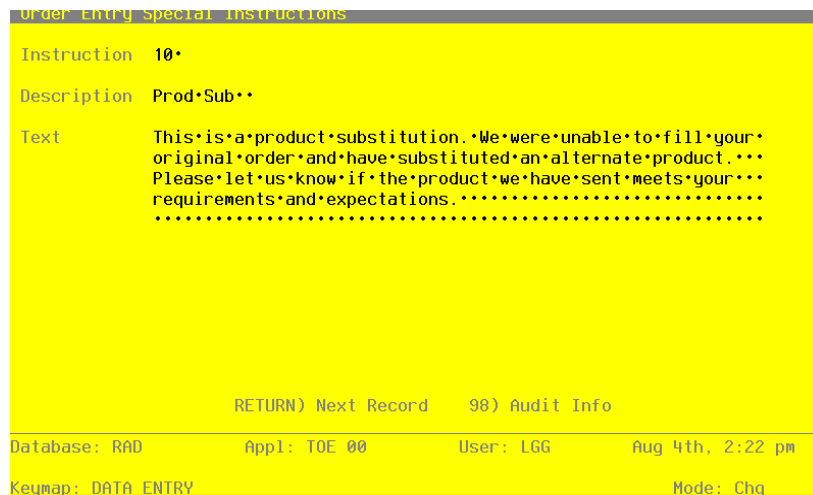 Order Entry Special Instructions
Instruction 10•
Description Prod•Sub••
Text This•is•a•product•substitution.•We•were•unable•to•fill•your•
original•order•and•have•substituted•an•alternate•product.•••
Please•let•us•know•if•the•product•we•have•sent•meets•your•••
requirements•and•expectations.••••••••••••••••••••••••••••••
••••••••••••••••••••••••••••••••••••••••••••••••••••••••••••
RETURN) Next Record 98) Audit Info
Database: RAD Appl: TOE 00 User: LGG Aug 4th, 2:22 pm
Keymap: DATA ENTRY Mode: Chg